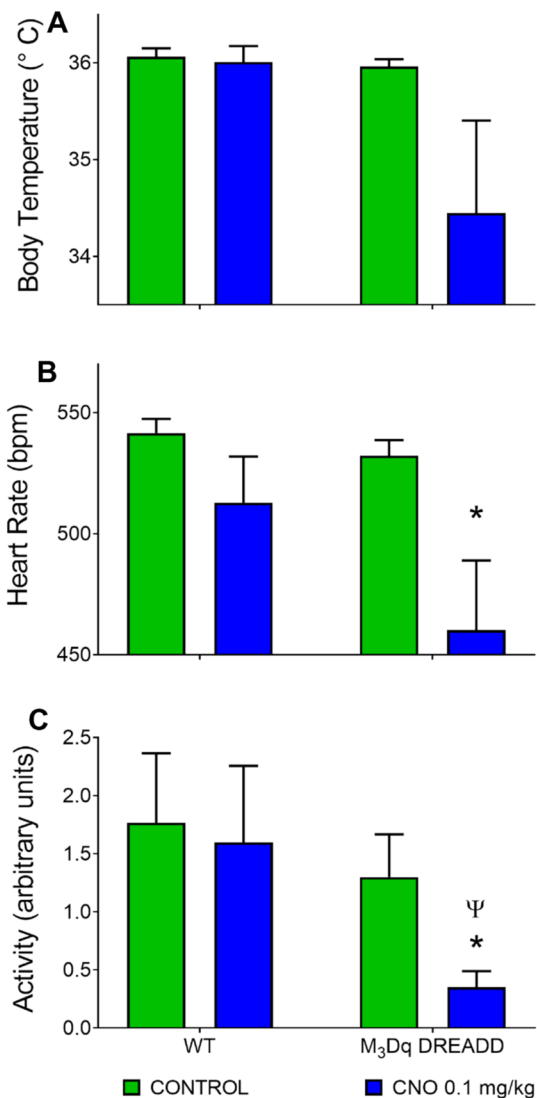 A
Body Temperature (° C)
36
35
34
B
Heart Rate (bpm)
550
500
450
*
C
Activity (arbitrary units)
2.5
2.0
1.5
1.0
0.5
0.0
Ψ
*
WT
M₃Dq DREADD
CONTROL
CNO 0.1 mg/kg